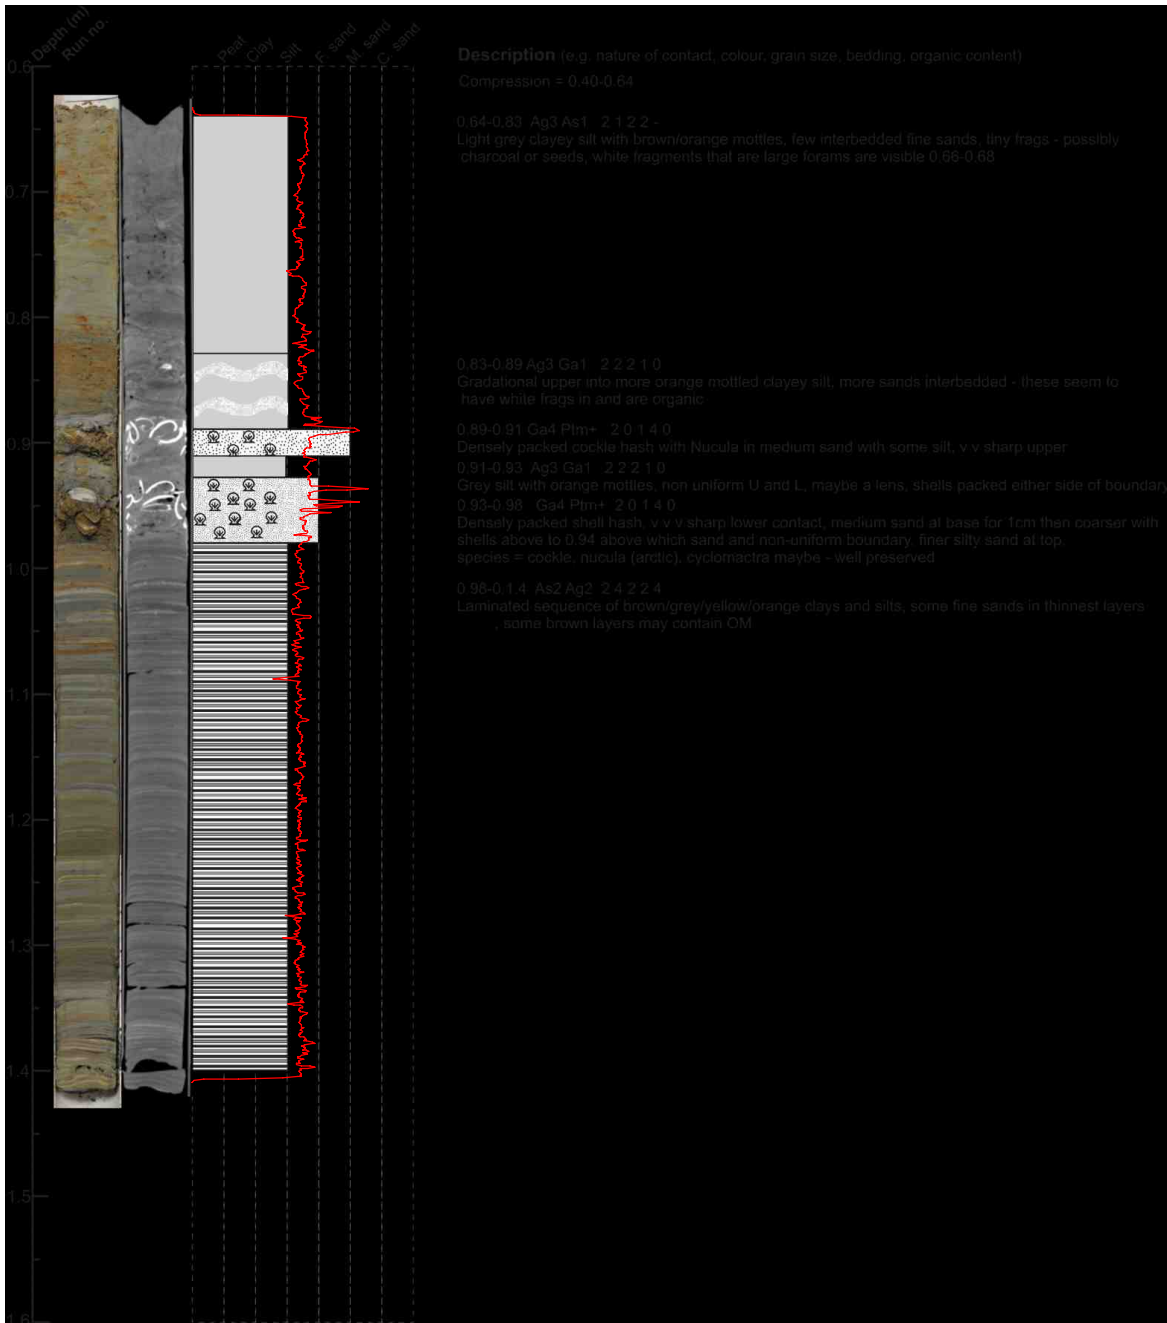 Depth (m)
Run no.
Peat
Clay
Silt
F. sand
M. sand
C. sand
Description (e.g. nature of contact, colour, grain size, bedding, organic content)
Compression = 0.40-0.64
0.6
0.64-0.83 Ag3 As1 2 1 2 2 -
Light grey clayey silt with brown/orange mottles, few interbedded fine sands, tiny frags - possibly
charcoal or seeds, white fragments that are large forams are visible 0.66-0.68
0.7
0.8
0.83-0.89 Ag3 Ga1 2 2 2 1 0
Gradational upper into more orange mottled clayey silt, more sands interbedded - these seem to
have white frags in and are organic
0.89-0.91 Ga4 Ptm+ 2 0 1 4 0
Densely packed cockle hash with Nucula in medium sand with some silt, v v sharp upper
0.9
0.91-0.93 Ag3 Ga1 2 2 2 1 0
Grey silt with orange mottles, non uniform U and L, maybe a lens, shells packed either side of boundary
0.93-0.98 Ga4 Ptm+ 2 0 1 4 0
Densely packed shell hash, v v v sharp lower contact, medium sand at base for 1cm then coarser with
shells above to 0.94 above which sand and non-uniform boundary, finer silty sand at top.
species = cockle, nucula (arctic), cyclomactra maybe - well preserved
1.0
0.98-0.1.4 As2 Ag2 2 4 2 2 4
Laminated sequence of brown/grey/yellow/orange clays and silts, some fine sands in thinnest layers
, some brown layers may contain OM
1.1
1.2
1.3
1.4
1.5
1.6